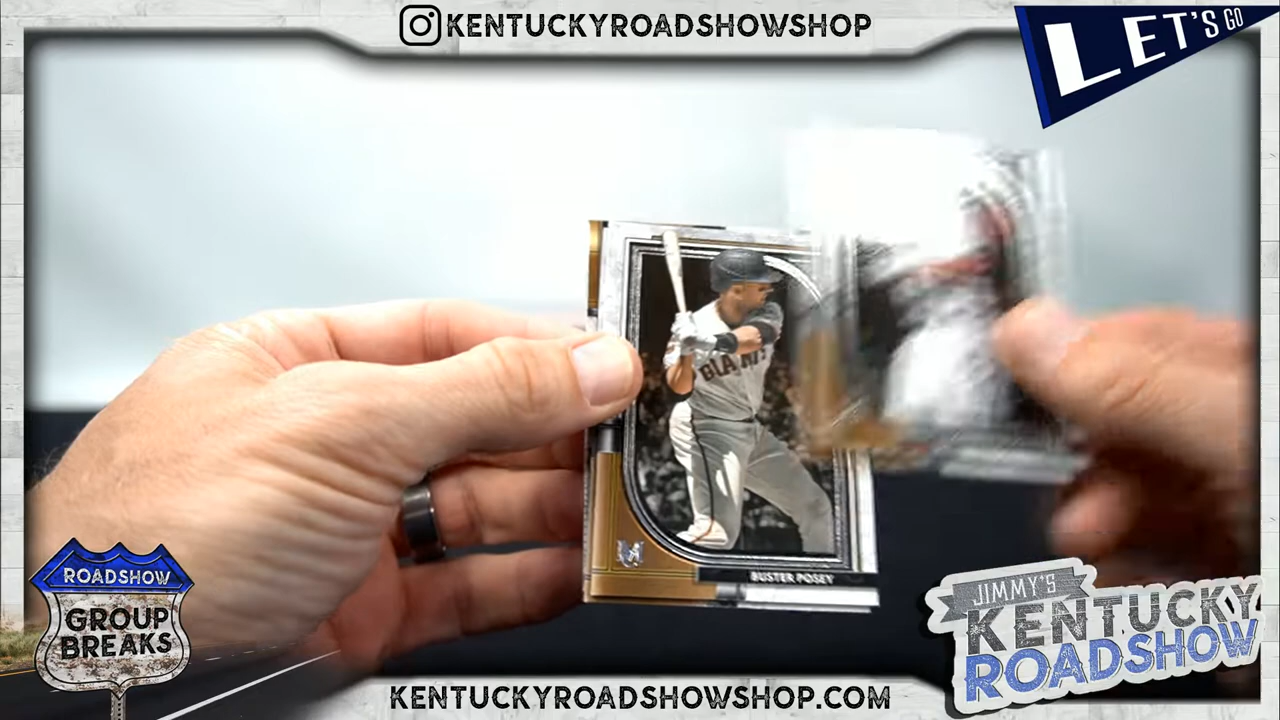 KENTUCKYROADSHOWSHOP
LET'S GO
GIANTS
BUSTER POSEY
ROADSHOW
GROUP
BREAKS
JIMMY'S
KENTUCKY
ROADSHOW
KENTUCKYROADSHOWSHOP.COM